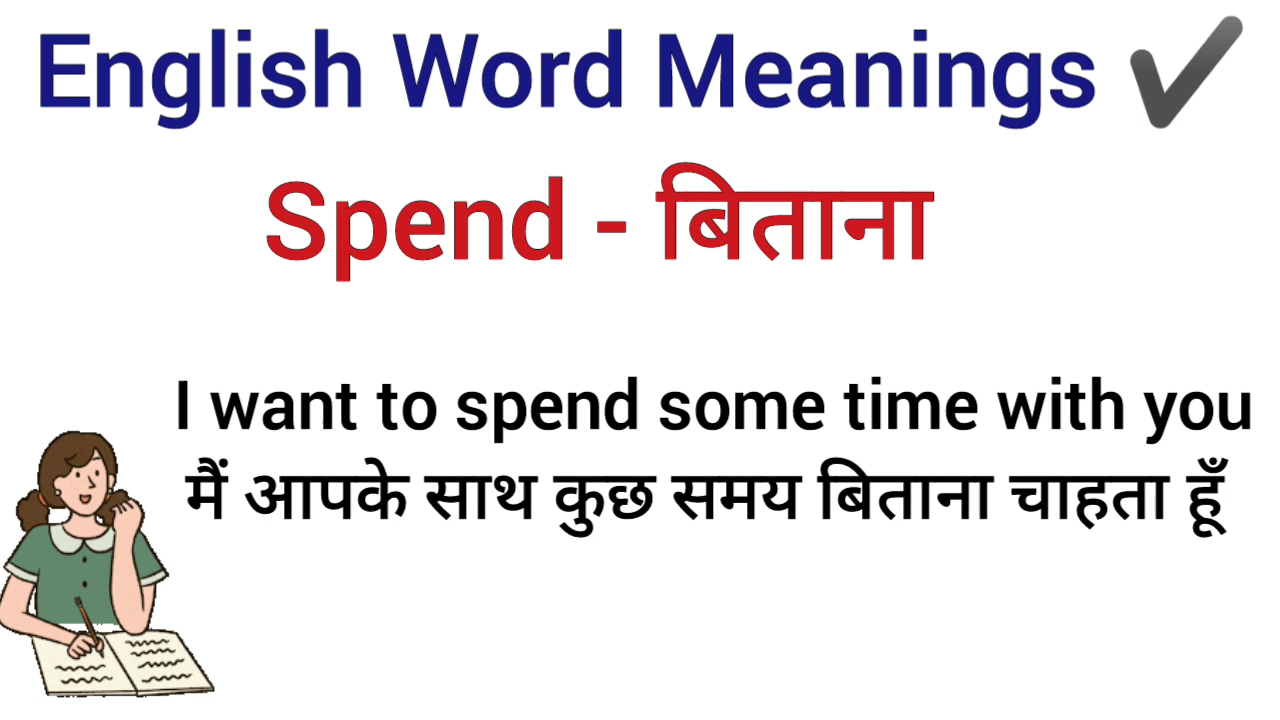 English Word Meanings ✔
Spend - बिताना
I want to spend some time with you
मैं आपके साथ कुछ समय बिताना चाहता हूँ